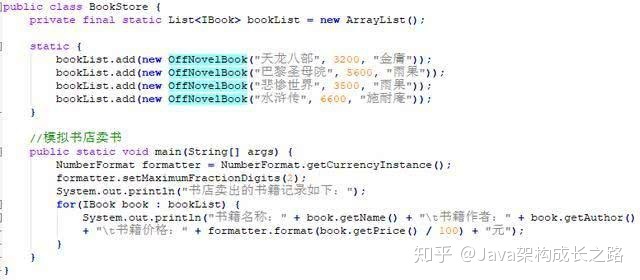 public class BookStore {
    private final static List<IBook> bookList = new ArrayList();

    static {
        bookList.add(new OffNovelBook("天龙八部", 3200, "金庸"));
        bookList.add(new OffNovelBook("巴黎圣母院", 5600, "雨果"));
        bookList.add(new OffNovelBook("悲惨世界", 3500, "雨果"));
        bookList.add(new OffNovelBook("水浒传", 6600, "施耐庵"));
    }

    //模拟书店卖书
    public static void main(String[] args) {
        NumberFormat formatter = NumberFormat.getCurrencyInstance();
        formatter.setMaximumFractionDigits(2);
        System.out.println("书店卖出的书籍记录如下：");
        for(IBook book : bookList) {
            System.out.println("书籍名称：" + book.getName() + "\t书籍作者：" + book.getAuthor()
            + "\t书籍价格：" + formatter.format(book.getPrice() / 100) + "元");
        }
    }
}
知乎 @Java架构成长之路